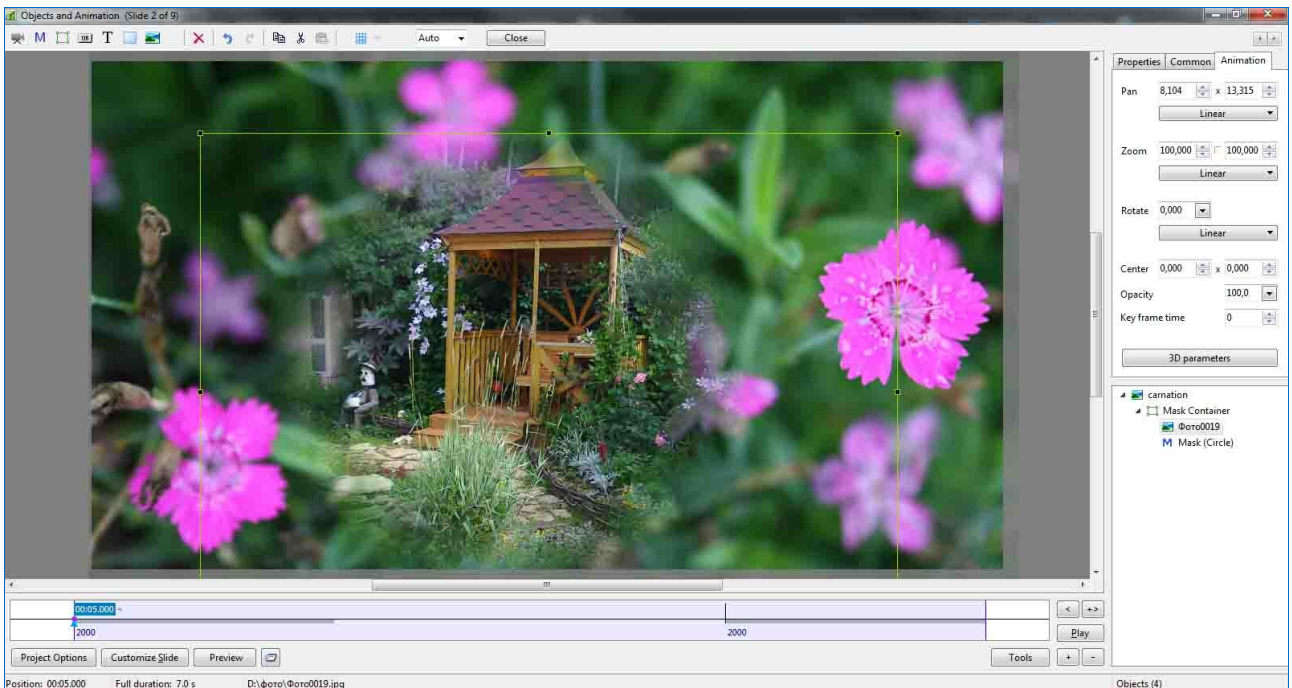 Objects and Animation (Slide 2 of 9)
M OK T Auto Close
Properties Common Animation
Pan 8,104 x 13,315
Linear
Zoom 100,000 100,000
Linear
Rotate 0,000
Linear
Center 0,000 x 0,000
Opacity 100,0
Key frame time 0
3D parameters
carnation
Mask Container
Фото0019
M Mask (Circle)
00:05.000
2000 2000
< +>
Play
Project Options Customize Slide Preview Tools + -
Position: 00:05.000 Full duration: 7.0 s D:\фото\Фото0019.jpg Objects (4)